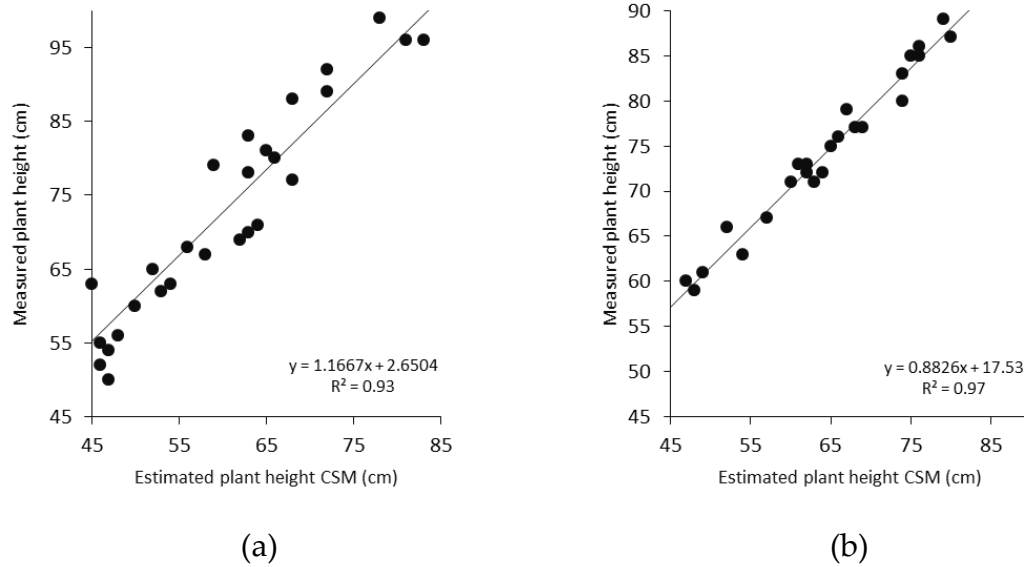 Measured plant height (cm)
95
85
75
65
55
45
45 55 65 75 85
Estimated plant height CSM (cm)
y = 1.1667x + 2.6504
R² = 0.93
(a)
Measured plant height (cm)
90
85
80
75
70
65
60
55
50
45
45 55 65 75 85
Estimated plant height CSM (cm)
y = 0.8826x + 17.53
R² = 0.97
(b)